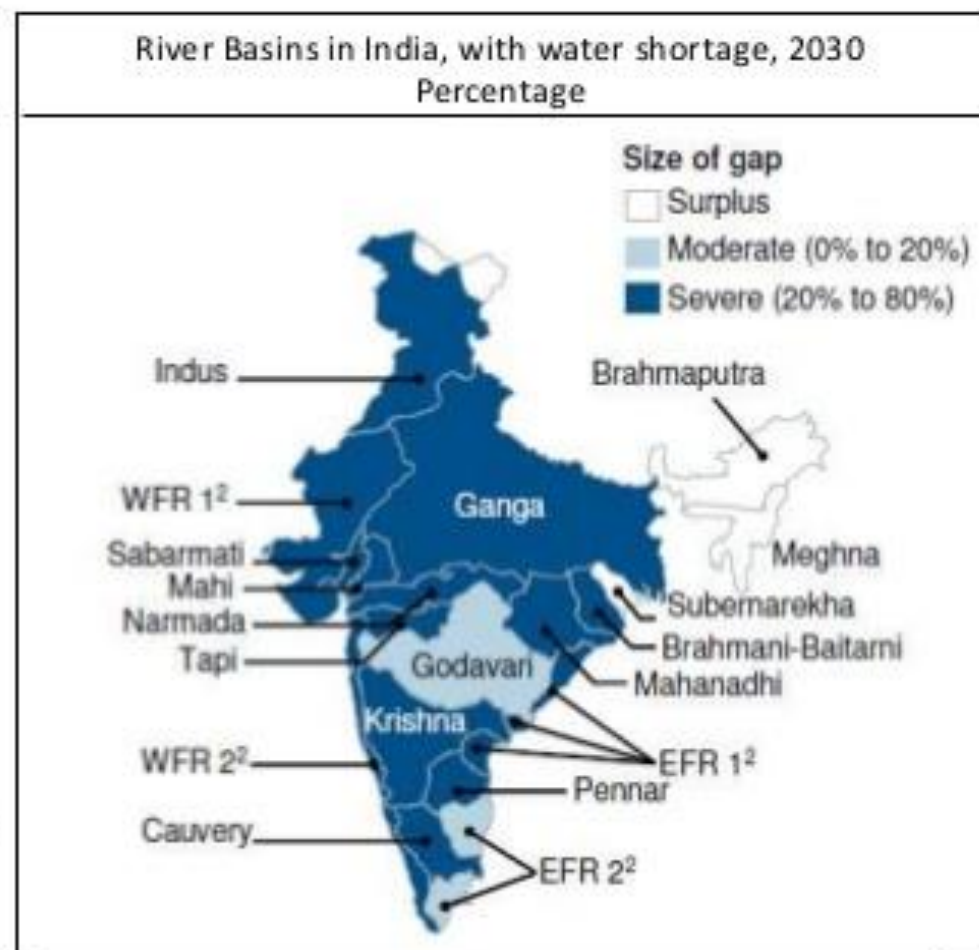 River Basins in India, with water shortage, 2030
Percentage
Size of gap
Surplus
Moderate (0% to 20%)
Severe (20% to 80%)
Indus
Brahmaputra
WFR 1²
Ganga
Sabarmati
Meghna
Mahi
Subernarekha
Narmada
Brahmani-Baitarni
Tapi
Godavari
Mahanadhi
Krishna
WFR 2²
EFR 1²
Pennar
Cauvery
EFR 2²